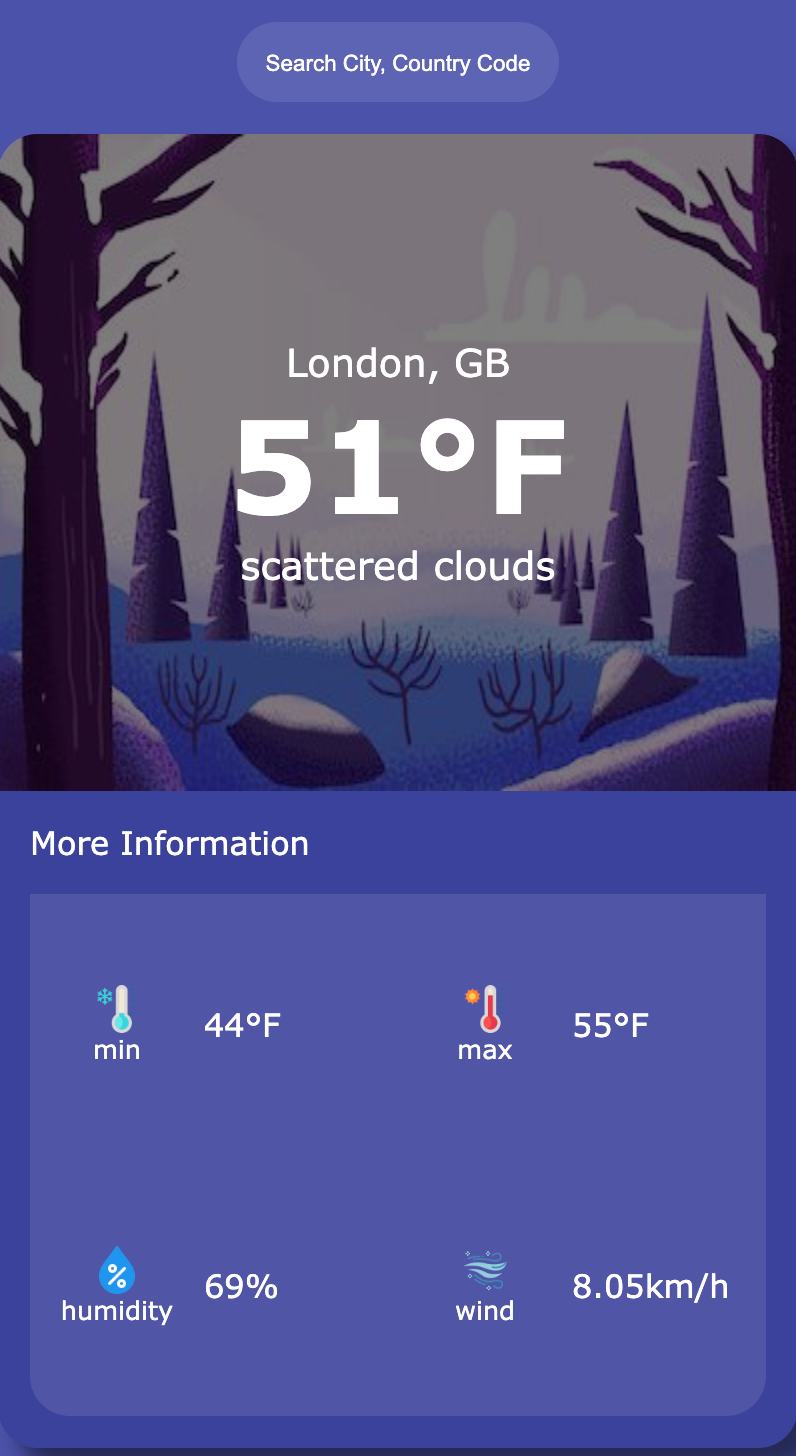 Search City, Country Code
London, GB
51°F
scattered clouds
More Information
min 44°F
max 55°F
humidity 69%
wind 8.05km/h